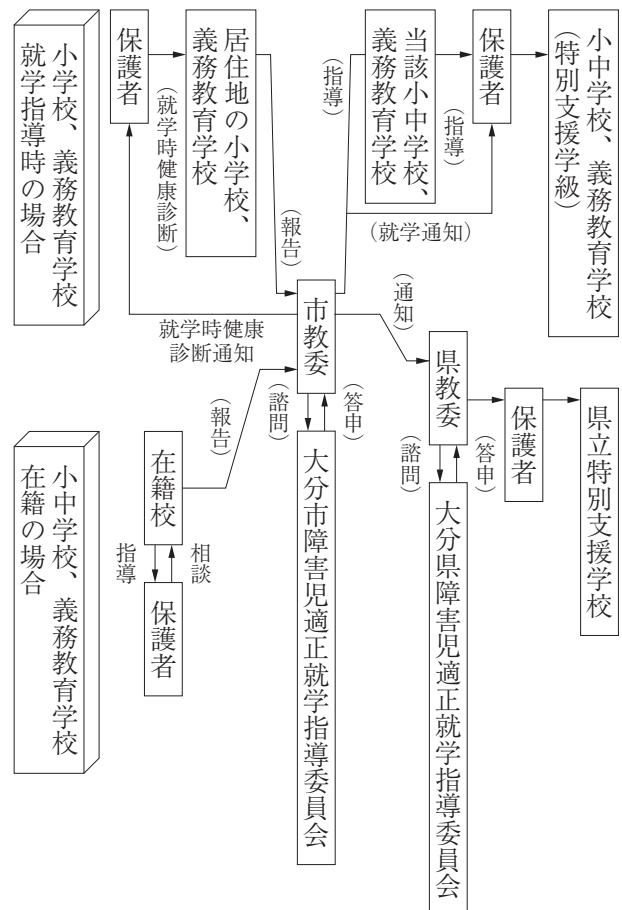 小学校、義務教育学校
就学指導時の場合
保護者
(就学時健康診断)
居住地の小学校、
義務教育学校
(報告)
就学時健康
診断通知
市教委
(指導)
当該小中学校、
義務教育学校
(指導)
保護者
(就学通知)
小中学校、義務教育学校
(特別支援学級)
(通知)
県教委
保護者
県立特別支援学校
(諮問)
(答申)
大分県障害児適正就学指導委員会
(諮問)
(答申)
大分市障害児適正就学指導委員会
小中学校、義務教育学校
在籍の場合
在籍校
(報告)
指導
相談
保護者